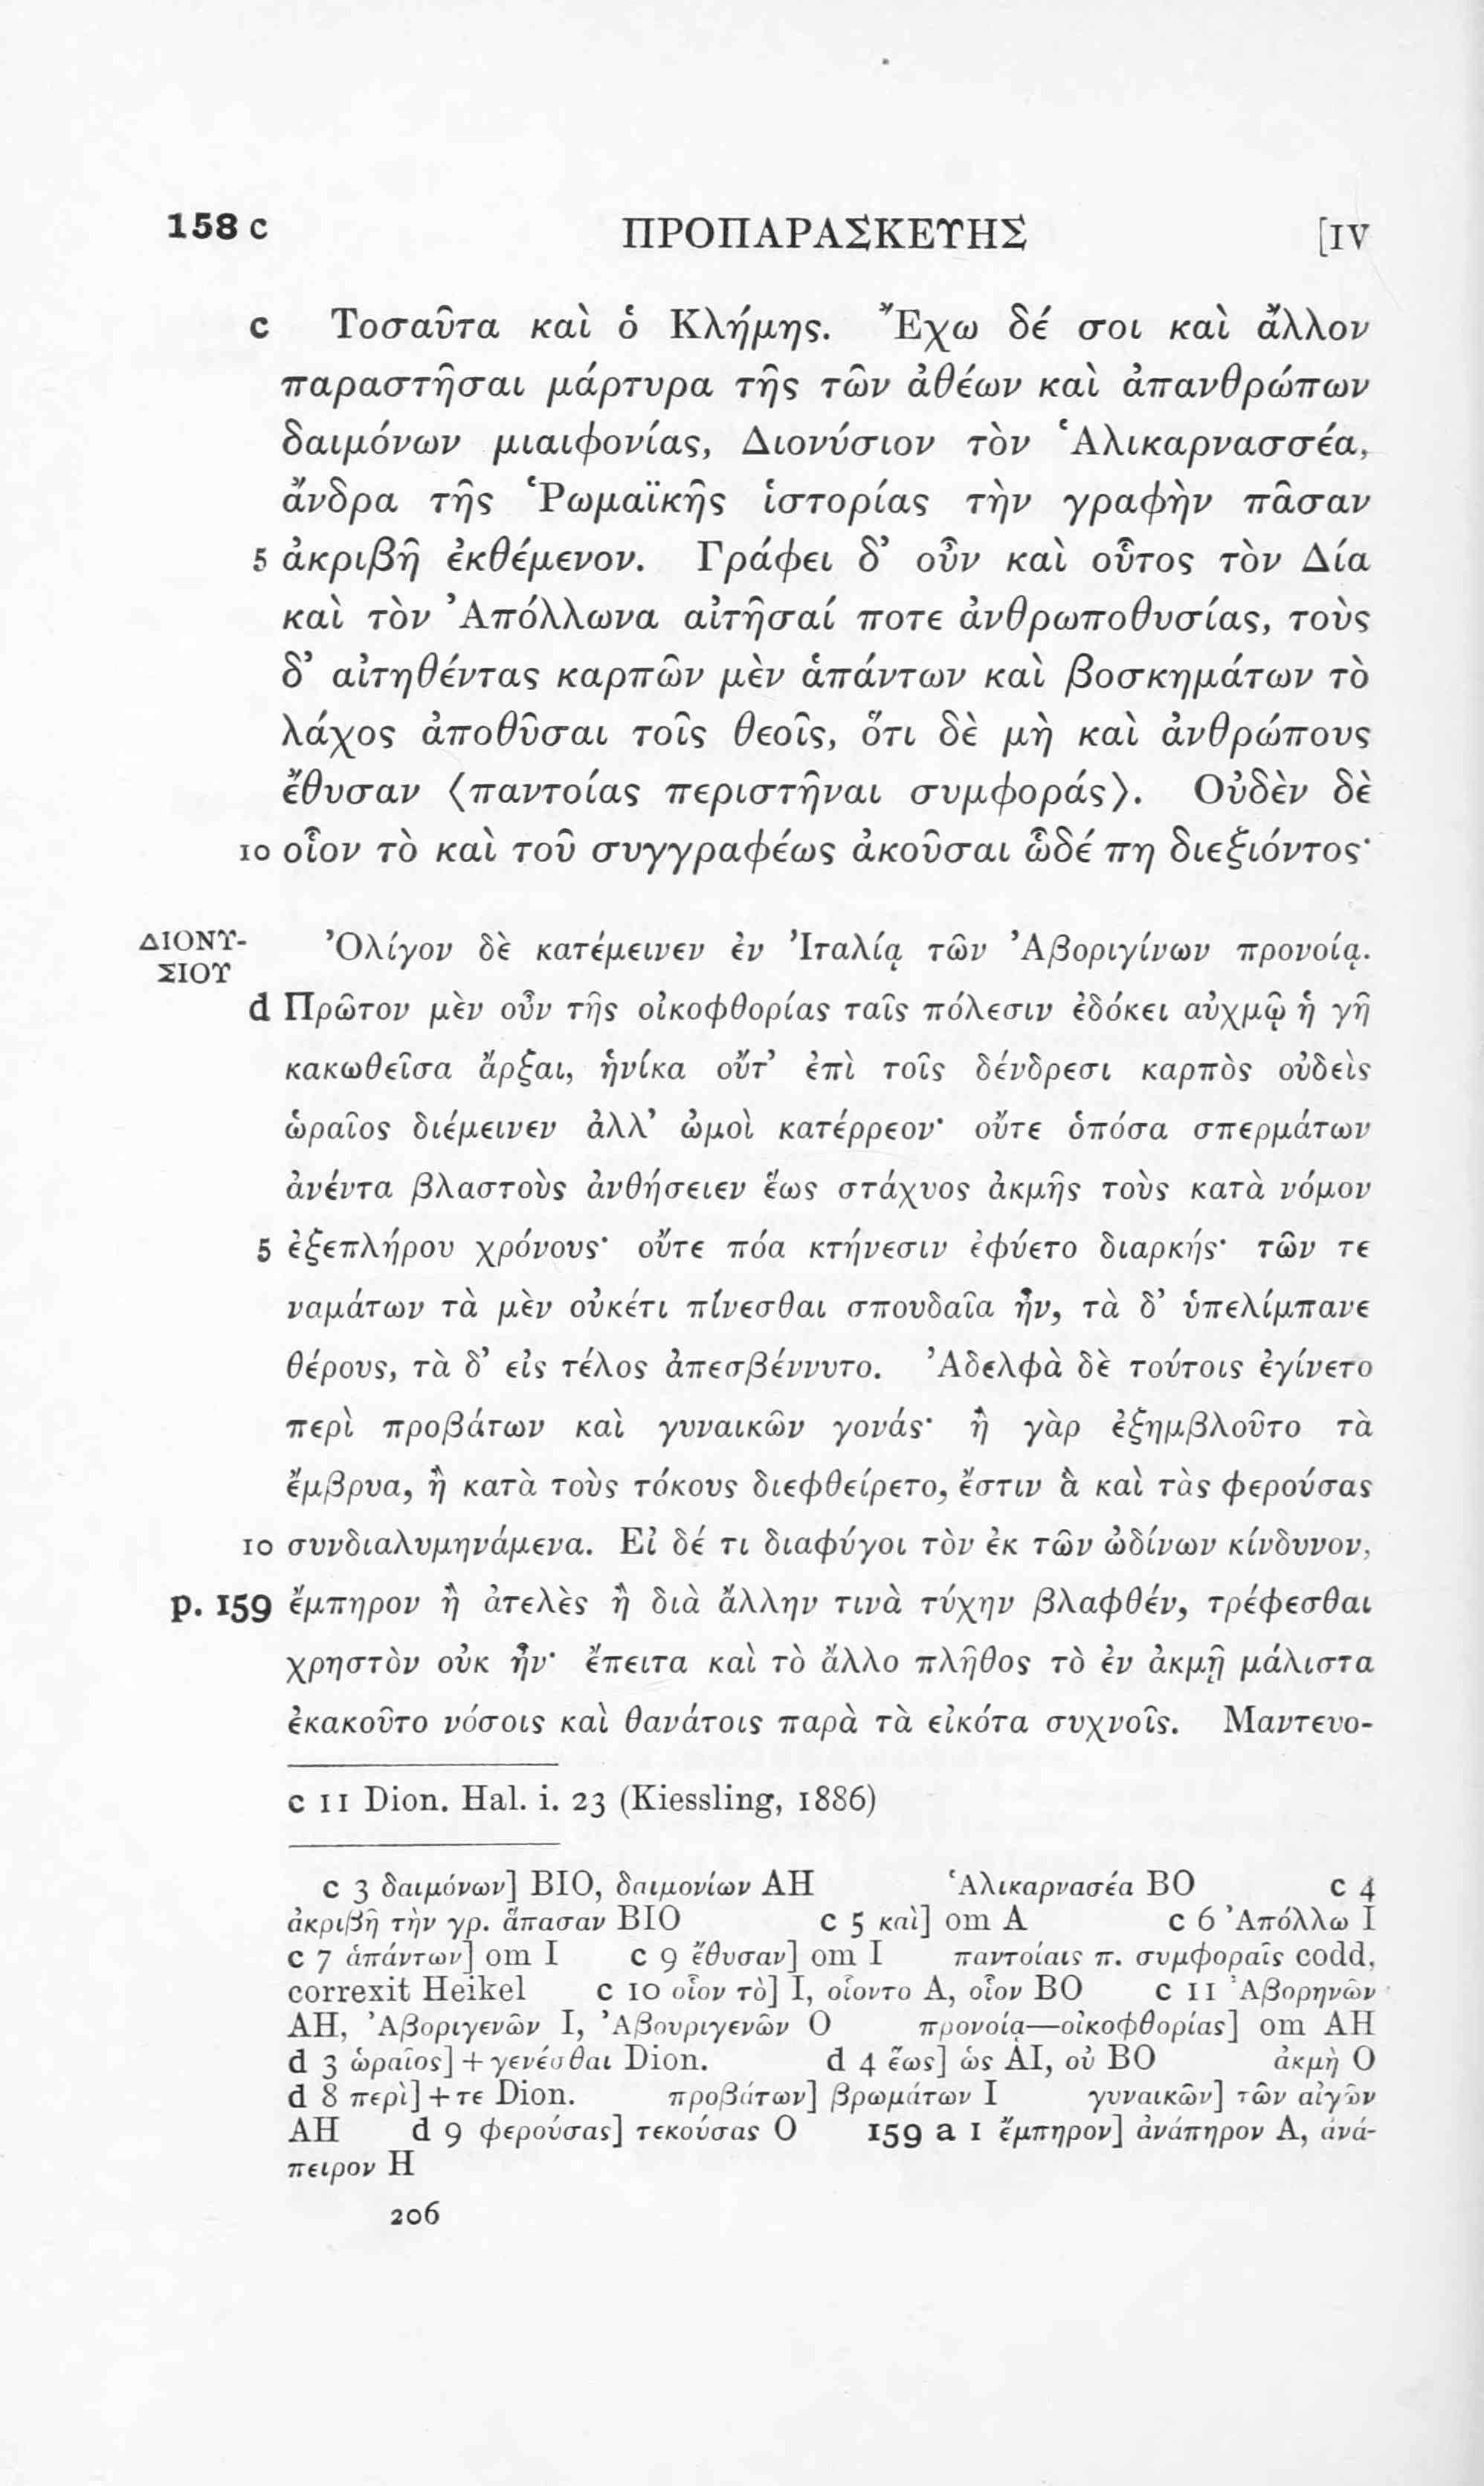 158 c ΠΡΟΠΑΡΑΣΚΕΥΗΣ [IV
c Τοσαῦτα καὶ ὁ Κλήμης. Ἔχω δέ σοι καὶ ἄλλον
παραστῆσαι μάρτυρα τῆς τῶν ἀθέων καὶ ἀπανθρώπων
δαιμόνων μιαιφονίας, Διονύσιον τὸν Ἁλικαρνασσέα,
ἄνδρα τῆς Ῥωμαϊκῆς ἱστορίας τὴν γραφὴν πᾶσαν
5 ἀκριβῆ ἐκθέμενον. Γράφει δ’ οὖν καὶ οὗτος τὸν Δία
καὶ τὸν Ἀπόλλωνα αἰτῆσαί ποτε ἀνθρωποθυσίας, τοὺς
δ’ αἰτηθέντας καρπῶν μὲν ἁπάντων καὶ βοσκημάτων τὸ
λάχος ἀποθῦσαι τοῖς θεοῖς, ὅτι δὲ μὴ καὶ ἀνθρώπους
ἔθυσαν ⟨παντοίας περιστῆναι συμφοράς⟩. Οὐδὲν δὲ
10 οἷον τὸ καὶ τοῦ συγγραφέως ἀκοῦσαι ὧδέ πη διεξιόντος·
ΔΙΟΝΥ-
ΣΙΟΥ
Ὀλίγον δὲ κατέμεινεν ἐν Ἰταλίᾳ τῶν Ἀβοριγίνων προνοίᾳ.
d Πρῶτον μὲν οὖν τῆς οἰκοφθορίας ταῖς πόλεσιν ἐδόκει αὐχμῷ ἡ γῆ
κακωθεῖσα ἄρξαι, ἡνίκα οὔτ’ ἐπὶ τοῖς δένδρεσι καρπὸς οὐδεὶς
ὡραῖος διέμεινεν ἀλλ’ ὠμοὶ κατέρρεον· οὔτε ὁπόσα σπερμάτων
ἀνέντα βλαστοὺς ἀνθήσειεν ἕως στάχυος ἀκμῆς τοὺς κατὰ νόμον
5 ἐξεπλήρου χρόνους· οὔτε πόα κτήνεσιν ἐφύετο διαρκής· τῶν τε
ναμάτων τὰ μὲν οὐκέτι πίνεσθαι σπουδαῖα ἦν, τὰ δ’ ὑπελίμπανε
θέρους, τὰ δ’ εἰς τέλος ἀπεσβέννυτο. Ἀδελφὰ δὲ τούτοις ἐγίνετο
περὶ προβάτων καὶ γυναικῶν γονάς· ἢ γὰρ ἐξημβλοῦτο τὰ
ἔμβρυα, ἢ κατὰ τοὺς τόκους διεφθείρετο, ἔστιν ἃ καὶ τὰς φερούσας
10 συνδιαλυμηνάμενα. Εἰ δέ τι διαφύγοι τὸν ἐκ τῶν ὠδίνων κίνδυνον,
p. 159 ἔμπηρον ἢ ἀτελὲς ἢ διὰ ἄλλην τινὰ τύχην βλαφθέν, τρέφεσθαι
χρηστὸν οὐκ ἦν· ἔπειτα καὶ τὸ ἄλλο πλῆθος τὸ ἐν ἀκμῇ μάλιστα
ἐκακοῦτο νόσοις καὶ θανάτοις παρὰ τὰ εἰκότα συχνοῖς. Μαντευο-
c 11 Dion. Hal. i. 23 (Kiessling, 1886)
c 3 δαιμόνων] BIO, δαιμονίων AH Ἁλικαρνασέα BO c 4
ἀκριβῆ τὴν γρ. ἅπασαν BIO c 5 καὶ] om A c 6 Ἀπόλλω I
c 7 ἁπάντων] om I c 9 ἔθυσαν] om I παντοίαις π. συμφοραῖς codd,
correxit Heikel c 10 οἷον τὸ] I, οἷοντο A, οἷον BO c 11 Ἀβορηνῶν
AH, Ἀβοριγενῶν I, Ἀβουριγενῶν O προνοίᾳ—οἰκοφθορίας] om AH
d 3 ὡραῖος] + γενέσθαι Dion. d 4 ἕως] ὡς AI, οὐ BO ἀκμὴ O
d 8 περὶ] + τε Dion. προβάτων] βρωμάτων I γυναικῶν] τῶν αἰγῶν
AH d 9 φερούσας] τεκούσας O 159 a 1 ἔμπηρον] ἀνάπηρον A, ἀνά-
πειρον H
206